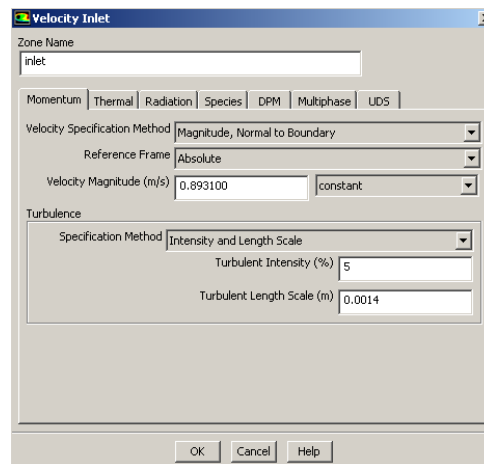 Velocity Inlet
Zone Name
inlet
Momentum Thermal Radiation Species DPM Multiphase UDS
Velocity Specification Method Magnitude, Normal to Boundary
Reference Frame Absolute
Velocity Magnitude (m/s) 0.893100 constant
Turbulence
Specification Method Intensity and Length Scale
Turbulent Intensity (%) 5
Turbulent Length Scale (m) 0.0014
OK Cancel Help